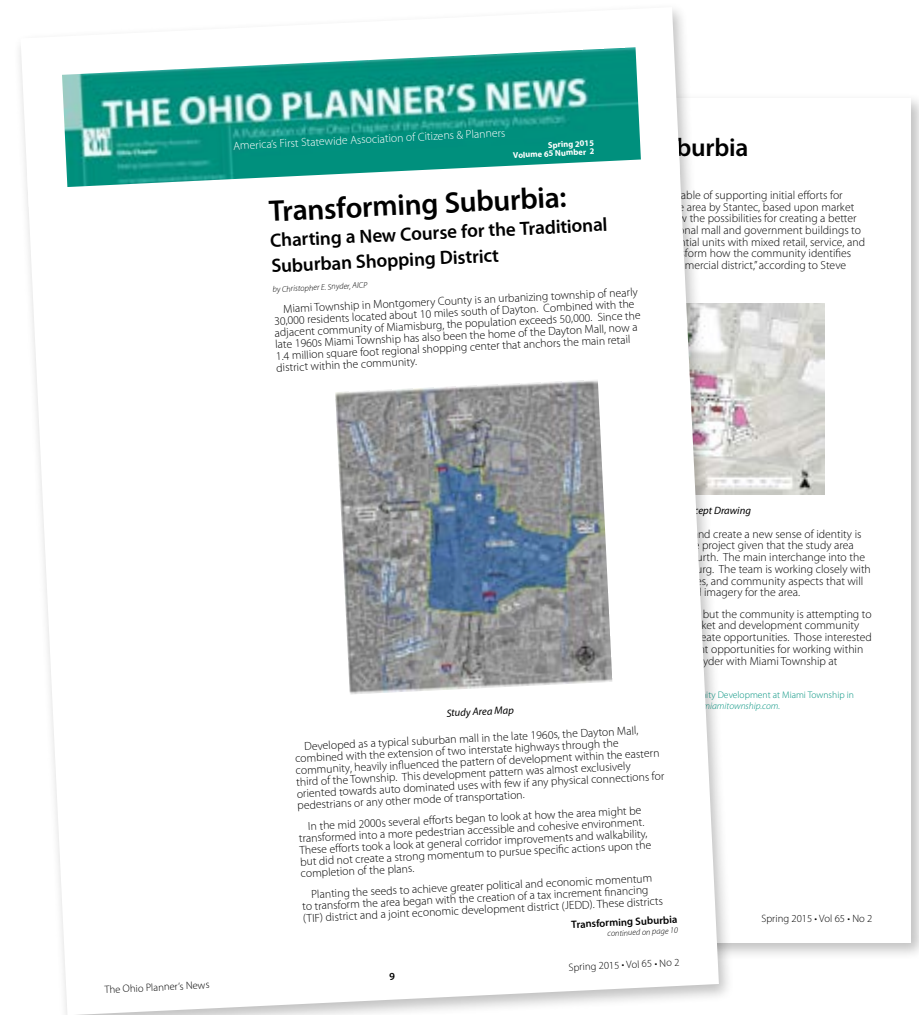 THE OHIO PLANNER'S NEWS
A Publication of the Ohio Chapter of the American Planning Association
America's First Statewide Association of Citizens & Planners
Ohio Chapter
Spring 2015
Volume 65 Number 2
Transforming Suburbia:
Charting a New Course for the Traditional
Suburban Shopping District
by Christopher E. Snyder, AICP
Miami Township in Montgomery County is an urbanizing township of nearly
30,000 residents located about 10 miles south of Dayton. Combined with the
adjacent community of Miamisburg, the population exceeds 50,000. Since the
late 1960s Miami Township has also been the home of the Dayton Mall, now a
1.4 million square foot regional shopping center that anchors the main retail
district within the community.
Study Area Map
Developed as a typical suburban mall in the late 1960s, the Dayton Mall,
combined with the extension of two interstate highways through the
community, heavily influenced the pattern of development within the eastern
third of the Township. This development pattern was almost exclusively
oriented towards auto dominated uses with few if any physical connections for
pedestrians or any other mode of transportation.
In the mid 2000s several efforts began to look at how the area might be
transformed into a more pedestrian accessible and cohesive environment.
These efforts took a look at general corridor improvements and walkability,
but did not create a strong momentum to pursue specific actions upon the
completion of the plans.
Planting the seeds to achieve greater political and economic momentum
to transform the area began with the creation of a tax increment financing
(TIF) district and a joint economic development district (JEDD). These districts
Transforming Suburbia
continued on page 10
The Ohio Planner's News
9
Spring 2015 • Vol 65 • No 2
burbia
able of supporting initial efforts for
e area by Stantec, based upon market
w the possibilities for creating a better
onal mall and government buildings to
ntial units with mixed retail, service, and
form how the community identifies
mmercial district," according to Steve
cept Drawing
nd create a new sense of identity is
e project given that the study area
urth. The main interchange into the
urg. The team is working closely with
es, and community aspects that will
l imagery for the area.
but the community is attempting to
ket and development community
eate opportunities. Those interested
nt opportunities for working within
yder with Miami Township at
ity Development at Miami Township in
miamitownship.com.
Spring 2015 • Vol 65 • No 2